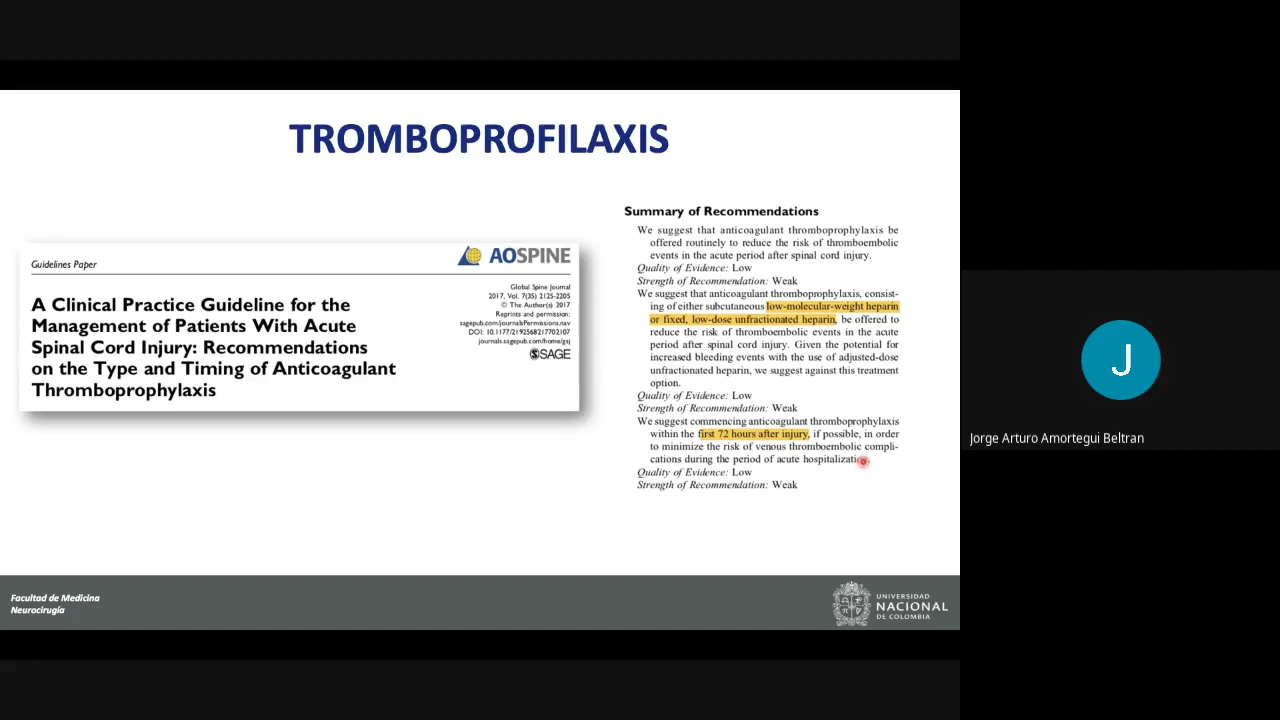 TROMBOPROFILAXIS
Guidelines Paper
AOSPINE
Global Spine Journal
2017, Vol. 7(3S) 212S-220S
© The Author(s) 2017
Reprints and permission:
sagepub.com/journalsPermissions.nav
DOI: 10.1177/2192568217702107
journals.sagepub.com/home/gsj
SAGE
A Clinical Practice Guideline for the
Management of Patients With Acute
Spinal Cord Injury: Recommendations
on the Type and Timing of Anticoagulant
Thromboprophylaxis
Summary of Recommendations
We suggest that anticoagulant thromboprophylaxis be
offered routinely to reduce the risk of thromboembolic
events in the acute period after spinal cord injury.
Quality of Evidence: Low
Strength of Recommendation: Weak
We suggest that anticoagulant thromboprophylaxis, consist-
ing of either subcutaneous low-molecular-weight heparin
or fixed, low-dose unfractionated heparin, be offered to
reduce the risk of thromboembolic events in the acute
period after spinal cord injury. Given the potential for
increased bleeding events with the use of adjusted-dose
unfractionated heparin, we suggest against this treatment
option.
Quality of Evidence: Low
Strength of Recommendation: Weak
We suggest commencing anticoagulant thromboprophylaxis
within the first 72 hours after injury, if possible, in order
to minimize the risk of venous thromboembolic compli-
cations during the period of acute hospitalization.
Quality of Evidence: Low
Strength of Recommendation: Weak
J
Jorge Arturo Amortegui Beltran
Facultad de Medicina
Neurocirugía
UNIVERSIDAD
NACIONAL
DE COLOMBIA